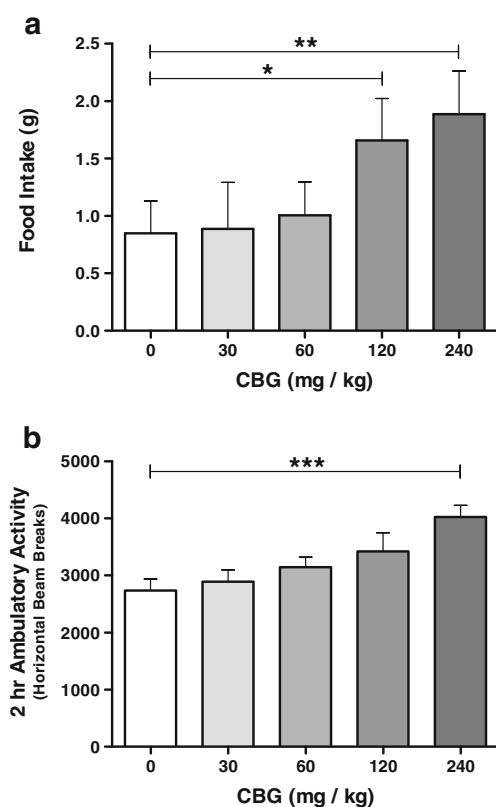 a
**
*
2.5
2.0
1.5
1.0
0.5
0.0
Food Intake (g)
0 30 60 120 240
CBG (mg / kg)
b
***
5000
4000
3000
2000
1000
0
2 hr Ambulatory Activity
(Horizontal Beam Breaks)
0 30 60 120 240
CBG (mg / kg)